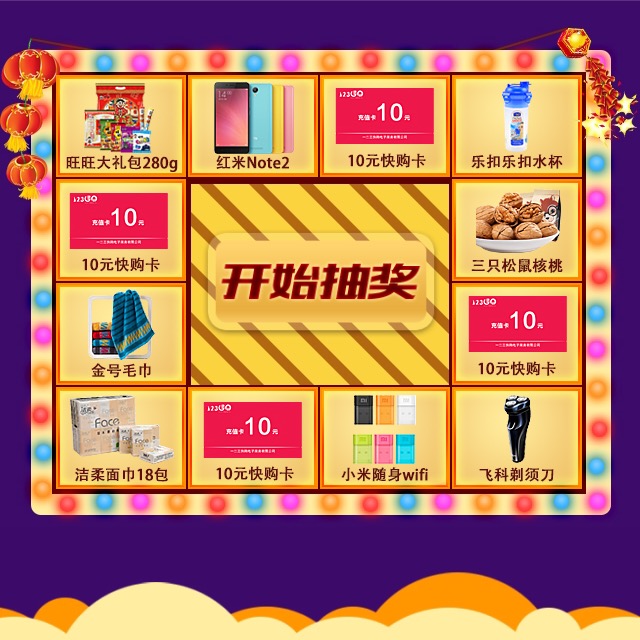 旺旺大礼包280g
红米Note2
123GO
充值卡10元
10元快购卡
乐扣乐扣水杯
123GO
充值卡10元
10元快购卡
三只松鼠核桃
开始抽奖
金号毛巾
123GO
充值卡10元
10元快购卡
Face
洁柔面巾18包
123GO
充值卡10元
10元快购卡
小米随身wifi
飞科剃须刀